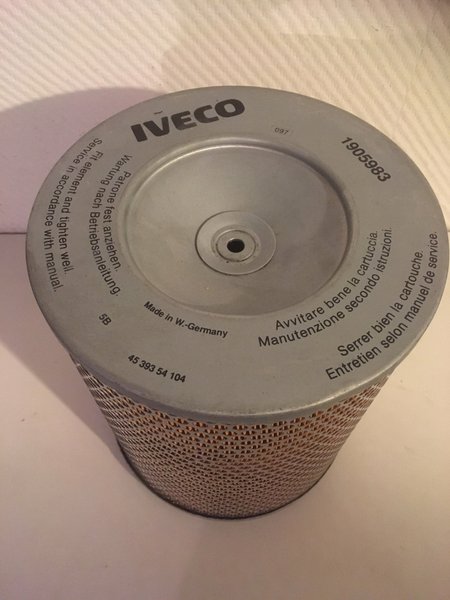 IVECO
097
1905983
Fit element and tighten well.
Service in accordance with manual.
Patrone fest anziehen.
Wartung nach Betriebsanleitung.
Avvitare bene la cartuccia.
Manutenzione secondo istruzioni.
Serrer bien la cartouche.
Entretien selon manuel de service.
5B
Made in W.-Germany
45 393 54 104